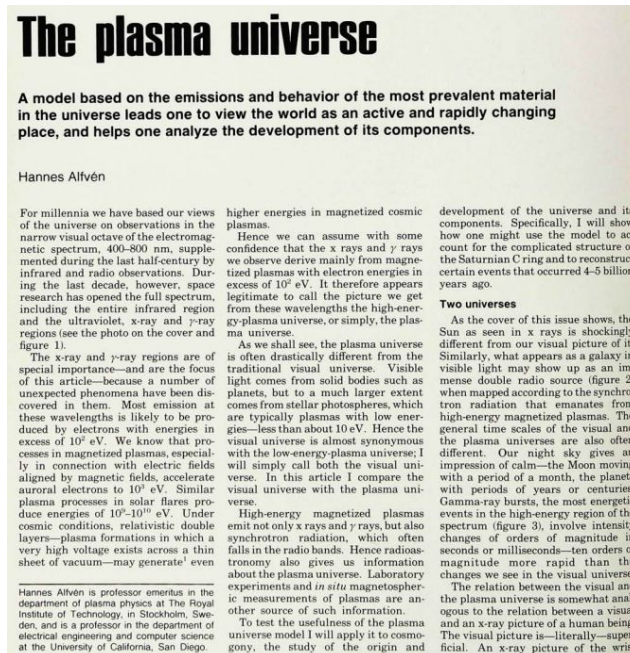 The plasma universe
A model based on the emissions and behavior of the most prevalent material
in the universe leads one to view the world as an active and rapidly changing
place, and helps one analyze the development of its components.
Hannes Alfvén
For millennia we have based our views
of the universe on observations in the
narrow visual octave of the electromag-
netic spectrum, 400–800 nm, supple-
mented during the last half-century by
infrared and radio observations. Dur-
ing the last decade, however, space
research has opened the full spectrum,
including the entire infrared region
and the ultraviolet, x-ray and γ-ray
regions (see the photo on the cover and
figure 1).
The x-ray and γ-ray regions are of
special importance—and are the focus
of this article—because a number of
unexpected phenomena have been dis-
covered in them. Most emission at
these wavelengths is likely to be pro-
duced by electrons with energies in
excess of 10² eV. We know that pro-
cesses in magnetized plasmas, especial-
ly in connection with electric fields
aligned by magnetic fields, accelerate
auroral electrons to 10³ eV. Similar
plasma processes in solar flares pro-
duce energies of 10⁹–10¹⁰ eV. Under
cosmic conditions, relativistic double
layers—plasma formations in which a
very high voltage exists across a thin
sheet of vacuum—may generate¹ even
Hannes Alfvén is professor emeritus in the
department of plasma physics at The Royal
Institute of Technology, in Stockholm, Swe-
den, and is a professor in the department of
electrical engineering and computer science
at the University of California, San Diego.
higher energies in magnetized cosmic
plasmas.
Hence we can assume with some
confidence that the x rays and γ rays
we observe derive mainly from magne-
tized plasmas with electron energies in
excess of 10² eV. It therefore appears
legitimate to call the picture we get
from these wavelengths the high-ener-
gy-plasma universe, or simply, the plas-
ma universe.
As we shall see, the plasma universe
is often drastically different from the
traditional visual universe. Visible
light comes from solid bodies such as
planets, but to a much larger extent
comes from stellar photospheres, which
are typically plasmas with low ener-
gies—less than about 10 eV. Hence the
visual universe is almost synonymous
with the low-energy-plasma universe; I
will simply call both the visual uni-
verse. In this article I compare the
visual universe with the plasma uni-
verse.
High-energy magnetized plasmas
emit not only x rays and γ rays, but also
synchrotron radiation, which often
falls in the radio bands. Hence radioas-
tronomy also gives us information
about the plasma universe. Laboratory
experiments and in situ magnetospher-
ic measurements of plasmas are an-
other source of such information.
To test the usefulness of the plasma
universe model I will apply it to cosmo-
gony, the study of the origin and
development of the universe and it
components. Specifically, I will show
how one might use the model to ac
count for the complicated structure o
the Saturnian C ring and to reconstruc
certain events that occurred 4–5 billion
years ago.
Two universes
As the cover of this issue shows, the
Sun as seen in x rays is shockingl
different from our visual picture of it
Similarly, what appears as a galaxy i
visible light may show up as an im
mense double radio source (figure 2
when mapped according to the synchro
tron radiation that emanates from
high-energy magnetized plasmas. The
general time scales of the visual and
the plasma universes are also often
different. Our night sky gives a
impression of calm—the Moon moving
with a period of a month, the planet
with periods of years or centuries
Gamma-ray bursts, the most energeti
events in the high-energy region of the
spectrum (figure 3), involve intensit
changes of orders of magnitude i
seconds or milliseconds—ten orders o
magnitude more rapid than th
changes we see in the visual universe
The relation between the visual an
the plasma universe is somewhat anal
ogous to the relation between a visua
and an x-ray picture of a human being
The visual picture is—literally—super
ficial. An x-ray picture of the wris